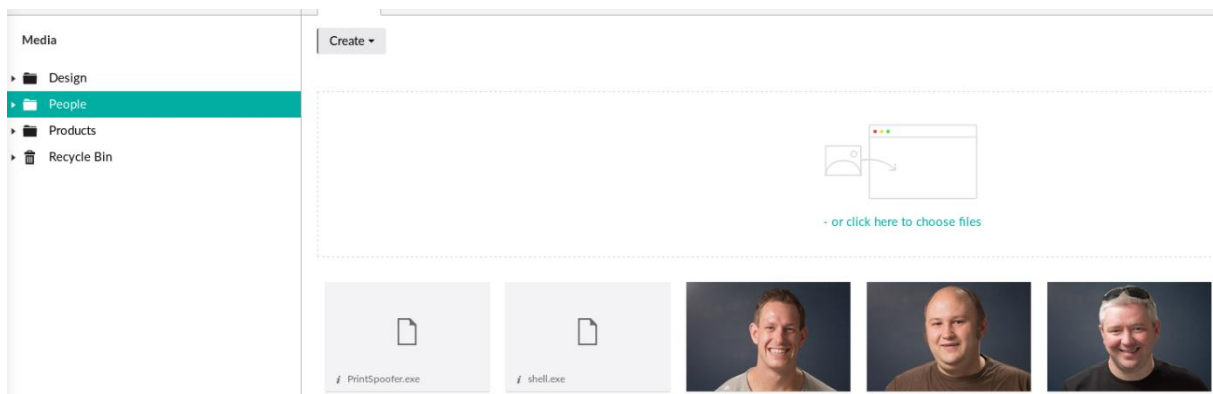 Media
Design
People
Products
Recycle Bin
Create
- or click here to choose files
i PrintSpoofer.exe
i shell.exe